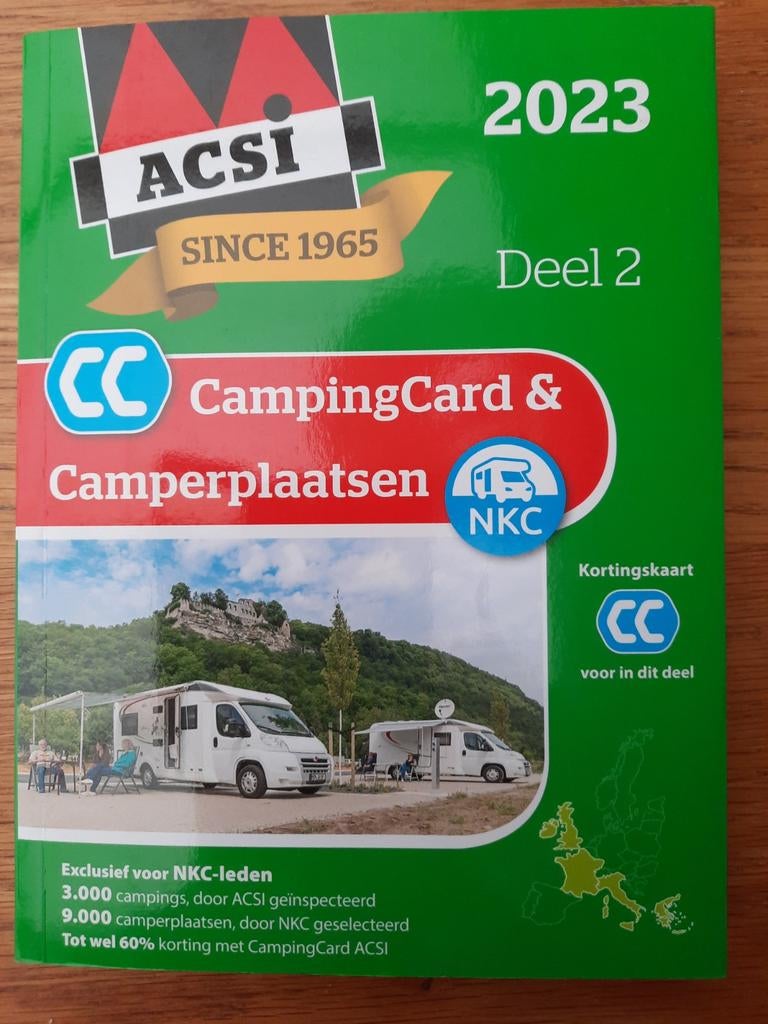 ACSI
SINCE 1965
2023
Deel 2
CC CampingCard &
Camperplaatsen
NKC
Kortingskaart
CC
voor in dit deel
Exclusief voor NKC-leden
3.000 campings, door ACSI geïnspecteerd
9.000 camperplaatsen, door NKC geselecteerd
Tot wel 60% korting met CampingCard ACSI